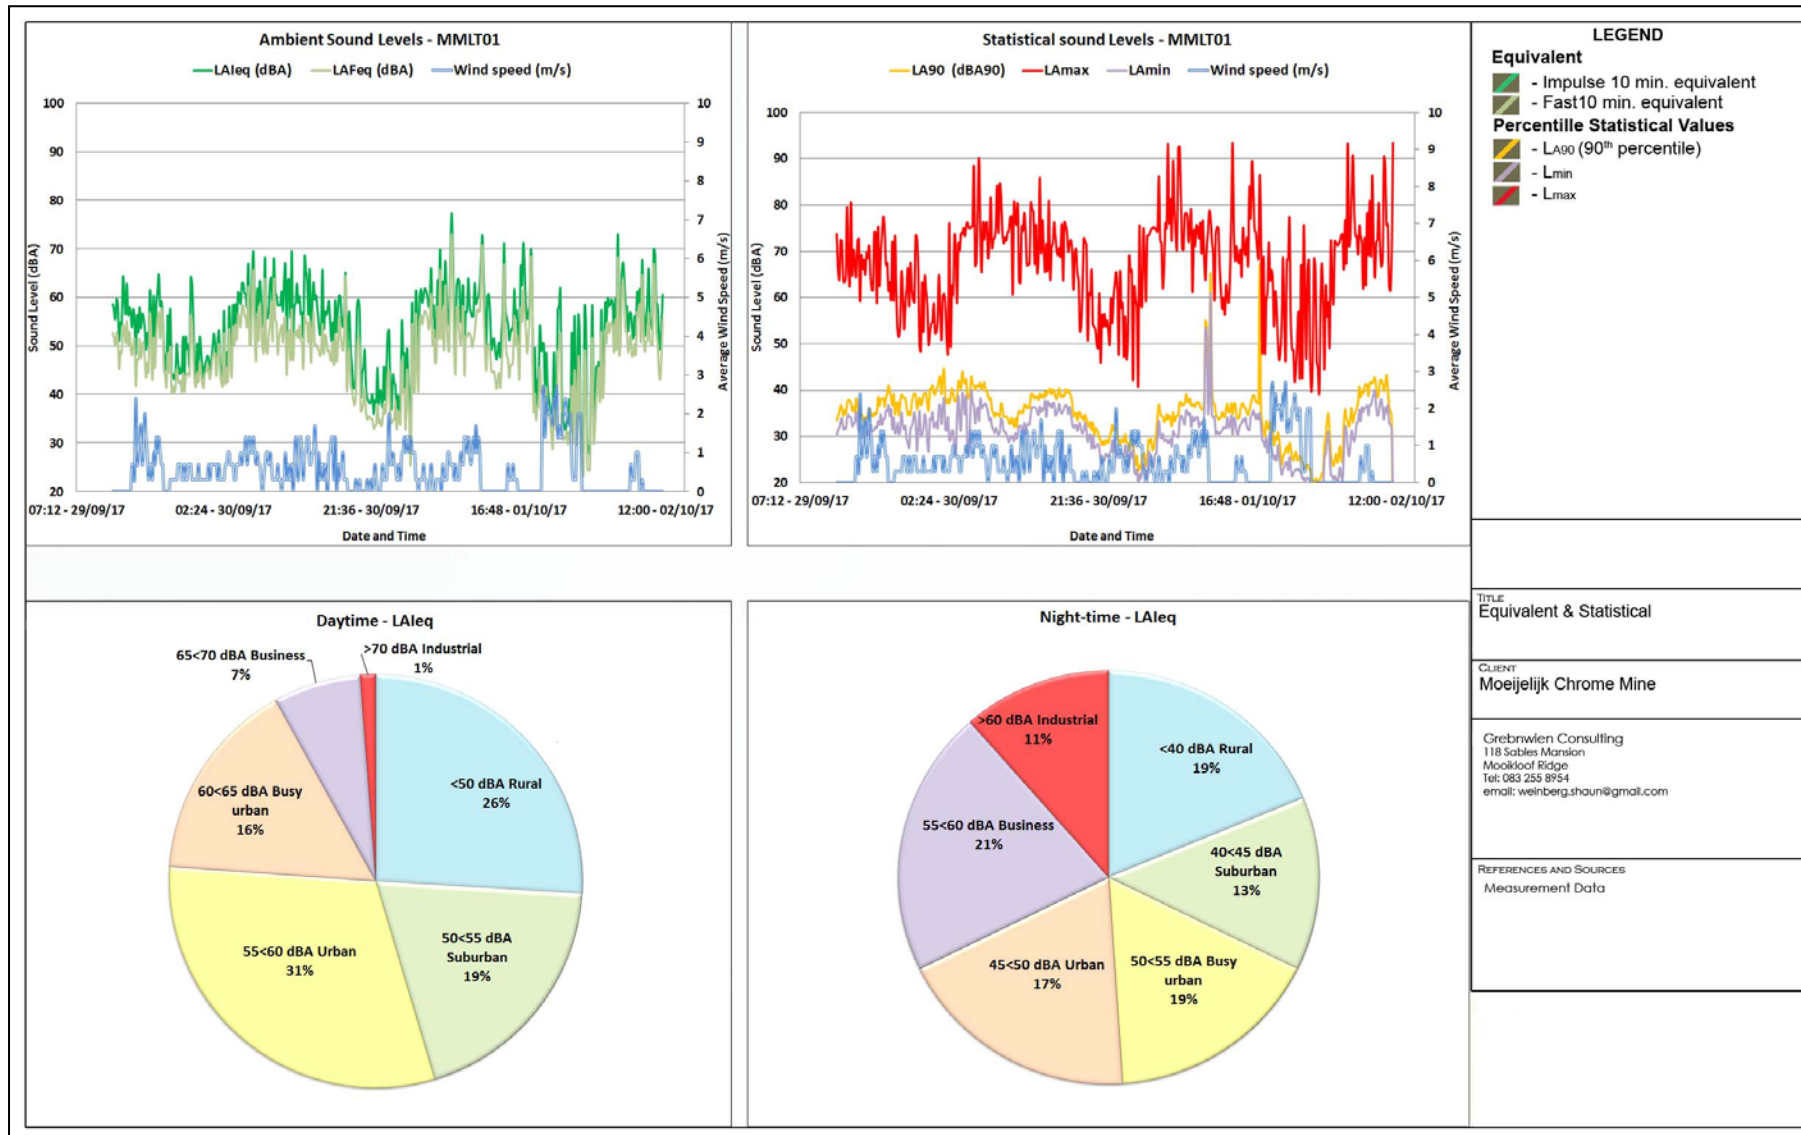 Ambient Sound Levels - MMLT01
LAIeq (dBA) LAFeq (dBA) Wind speed (m/s)
100
90
80
70
60
50
40
30
20
10
9
8
7
6
5
4
3
2
1
0
Sound Level (dBA)
Average Wind Speed (m/s)
07:12 - 29/09/17 02:24 - 30/09/17 21:36 - 30/09/17 16:48 - 01/10/17 12:00 - 02/10/17
Date and Time
Statistical sound Levels - MMLT01
LA90 (dBA90) LAmax LAmin Wind speed (m/s)
100
90
80
70
60
50
40
30
20
10
9
8
7
6
5
4
3
2
1
0
Sound Level (dBA)
Average Wind Speed (m/s)
07:12 - 29/09/17 02:24 - 30/09/17 21:36 - 30/09/17 16:48 - 01/10/17 12:00 - 02/10/17
Date and Time
LEGEND
Equivalent
- Impulse 10 min. equivalent
- Fast10 min. equivalent
Percentille Statistical Values
- LA90 (90th percentile)
- Lmin
- Lmax
Daytime - LAIeq
65<70 dBA Business
7%
>70 dBA Industrial
1%
<50 dBA Rural
26%
60<65 dBA Busy
urban
16%
55<60 dBA Urban
31%
50<55 dBA
Suburban
19%
Night-time - LAIeq
>60 dBA Industrial
11%
<40 dBA Rural
19%
55<60 dBA Business
21%
40<45 dBA
Suburban
13%
45<50 dBA Urban
17%
50<55 dBA Busy
urban
19%
TITLE
Equivalent & Statistical
CLIENT
Moeijelijk Chrome Mine
Grebnwien Consulting
118 Sables Mansion
Mooikloof Ridge
Tel: 083 255 8954
email: weinberg.shaun@gmail.com
REFERENCES AND SOURCES
Measurement Data